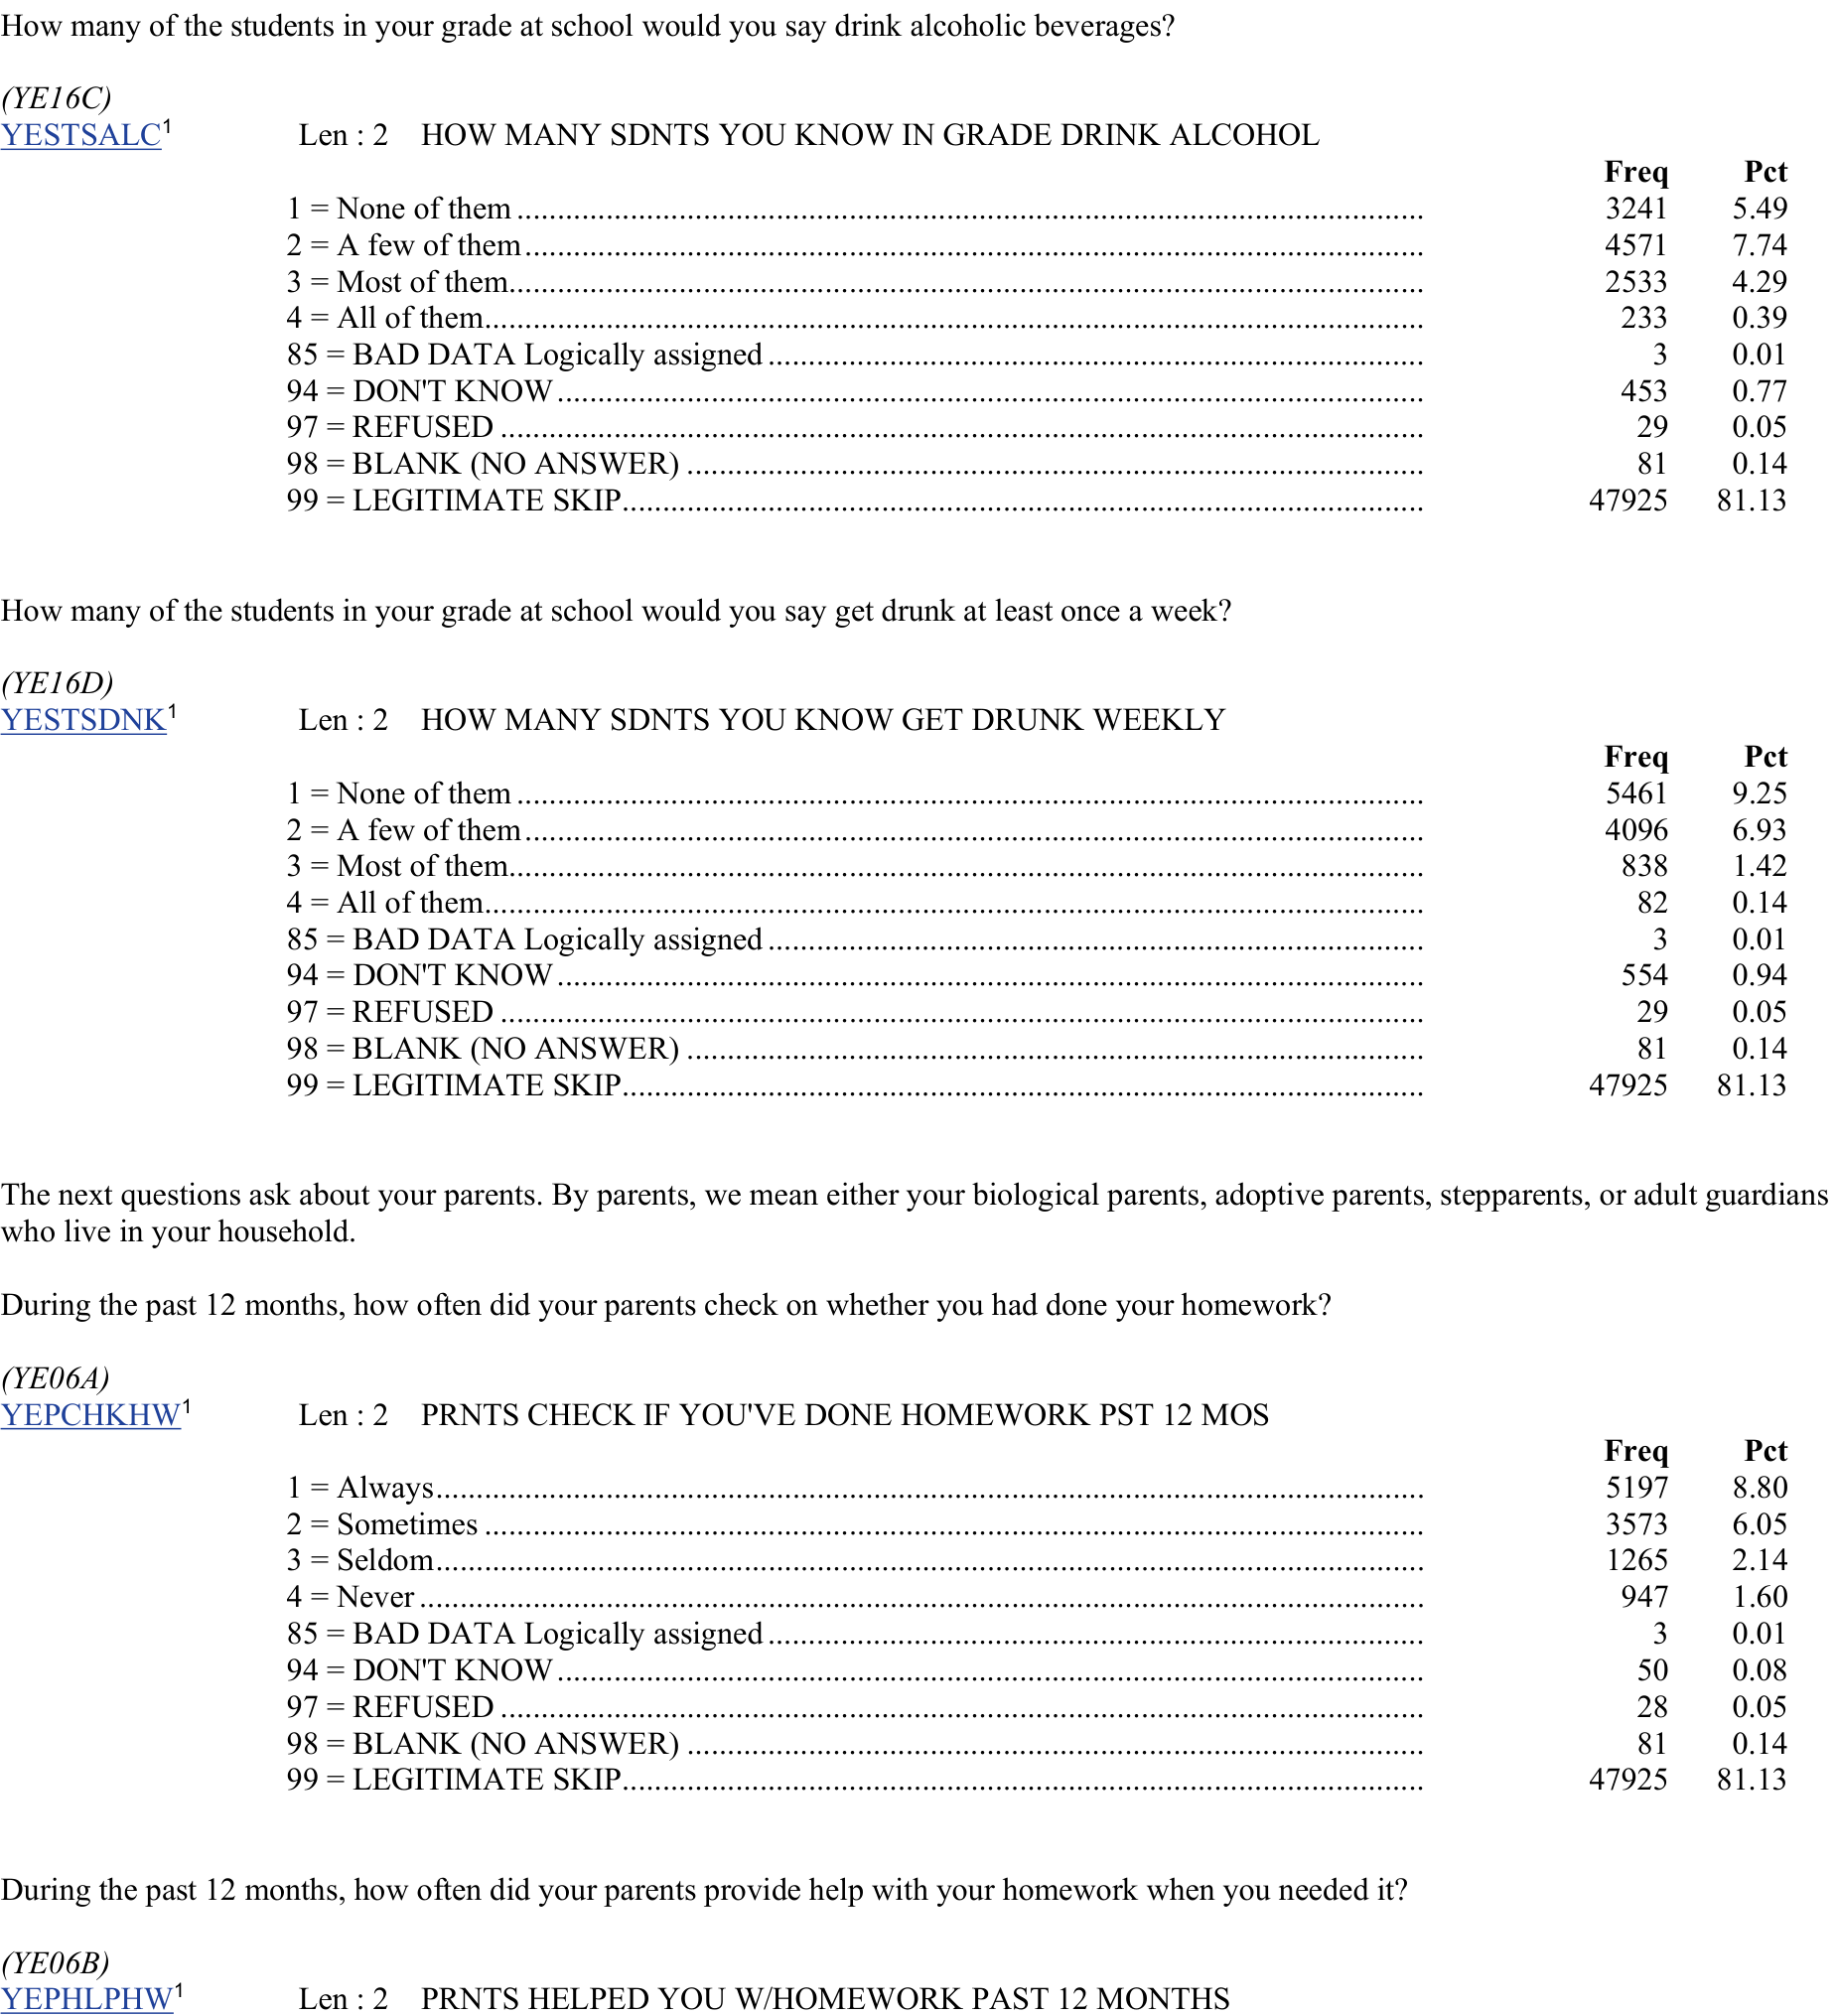 How many of the students in your grade at school would you say drink alcoholic beverages?
(YE16C)
YESTSALC1 Len : 2 HOW MANY SDNTS YOU KNOW IN GRADE DRINK ALCOHOL
Freq Pct
1 = None of them 3241 5.49
2 = A few of them 4571 7.74
3 = Most of them 2533 4.29
4 = All of them 233 0.39
85 = BAD DATA Logically assigned 3 0.01
94 = DON'T KNOW 453 0.77
97 = REFUSED 29 0.05
98 = BLANK (NO ANSWER) 81 0.14
99 = LEGITIMATE SKIP 47925 81.13
How many of the students in your grade at school would you say get drunk at least once a week?
(YE16D)
YESTSDNK1 Len : 2 HOW MANY SDNTS YOU KNOW GET DRUNK WEEKLY
Freq Pct
1 = None of them 5461 9.25
2 = A few of them 4096 6.93
3 = Most of them 838 1.42
4 = All of them 82 0.14
85 = BAD DATA Logically assigned 3 0.01
94 = DON'T KNOW 554 0.94
97 = REFUSED 29 0.05
98 = BLANK (NO ANSWER) 81 0.14
99 = LEGITIMATE SKIP 47925 81.13
The next questions ask about your parents. By parents, we mean either your biological parents, adoptive parents, stepparents, or adult guardians
who live in your household.
During the past 12 months, how often did your parents check on whether you had done your homework?
(YE06A)
YEPCHKHW1 Len : 2 PRNTS CHECK IF YOU'VE DONE HOMEWORK PST 12 MOS
Freq Pct
1 = Always 5197 8.80
2 = Sometimes 3573 6.05
3 = Seldom 1265 2.14
4 = Never 947 1.60
85 = BAD DATA Logically assigned 3 0.01
94 = DON'T KNOW 50 0.08
97 = REFUSED 28 0.05
98 = BLANK (NO ANSWER) 81 0.14
99 = LEGITIMATE SKIP 47925 81.13
During the past 12 months, how often did your parents provide help with your homework when you needed it?
(YE06B)
YEPHLPHW1 Len : 2 PRNTS HELPED YOU W/HOMEWORK PAST 12 MONTHS